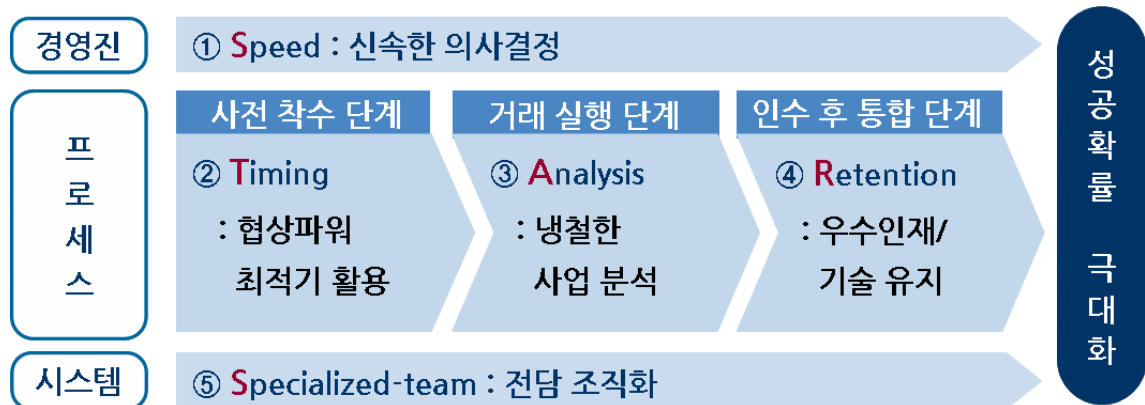 경영진
① Speed : 신속한 의사결정
프로세스
사전 착수 단계
② Timing
: 협상파워
최적기 활용
거래 실행 단계
③ Analysis
: 냉철한
사업 분석
인수 후 통합 단계
④ Retention
: 우수인재/
기술 유지
시스템
⑤ Specialized-team : 전담 조직화
성공확률 극대화